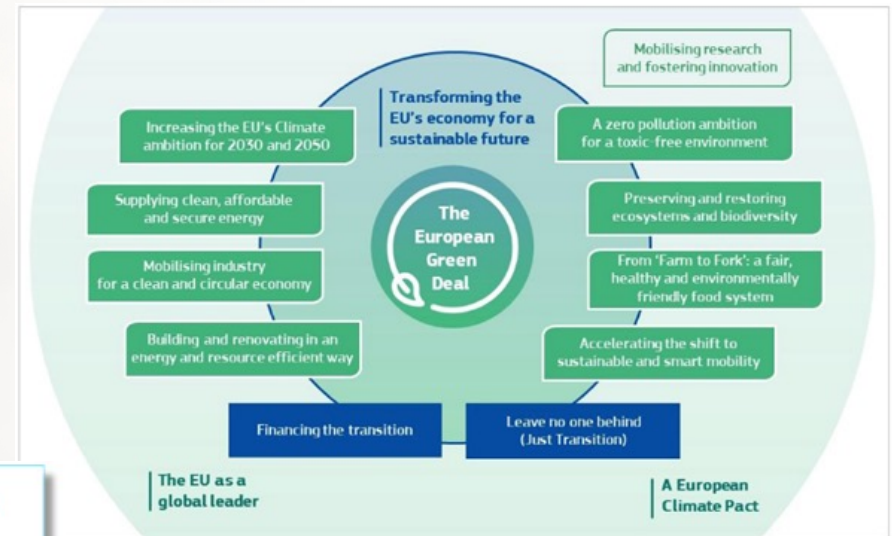 Mobilising research
and fostering innovation
Transforming the
EU's economy for a
sustainable future
Increasing the EU's Climate
ambition for 2030 and 2050
A zero pollution ambition
for a toxic-free environment
Supplying clean, affordable
and secure energy
Preserving and restoring
ecosystems and biodiversity
The
European
Green
Deal
Mobilising industry
for a clean and circular economy
From 'Farm to Fork': a fair,
healthy and environmentally
friendly food system
Building and renovating in an
energy and resource efficient way
Accelerating the shift to
sustainable and smart mobility
Financing the transition
Leave no one behind
(Just Transition)
The EU as a
global leader
A European
Climate Pact